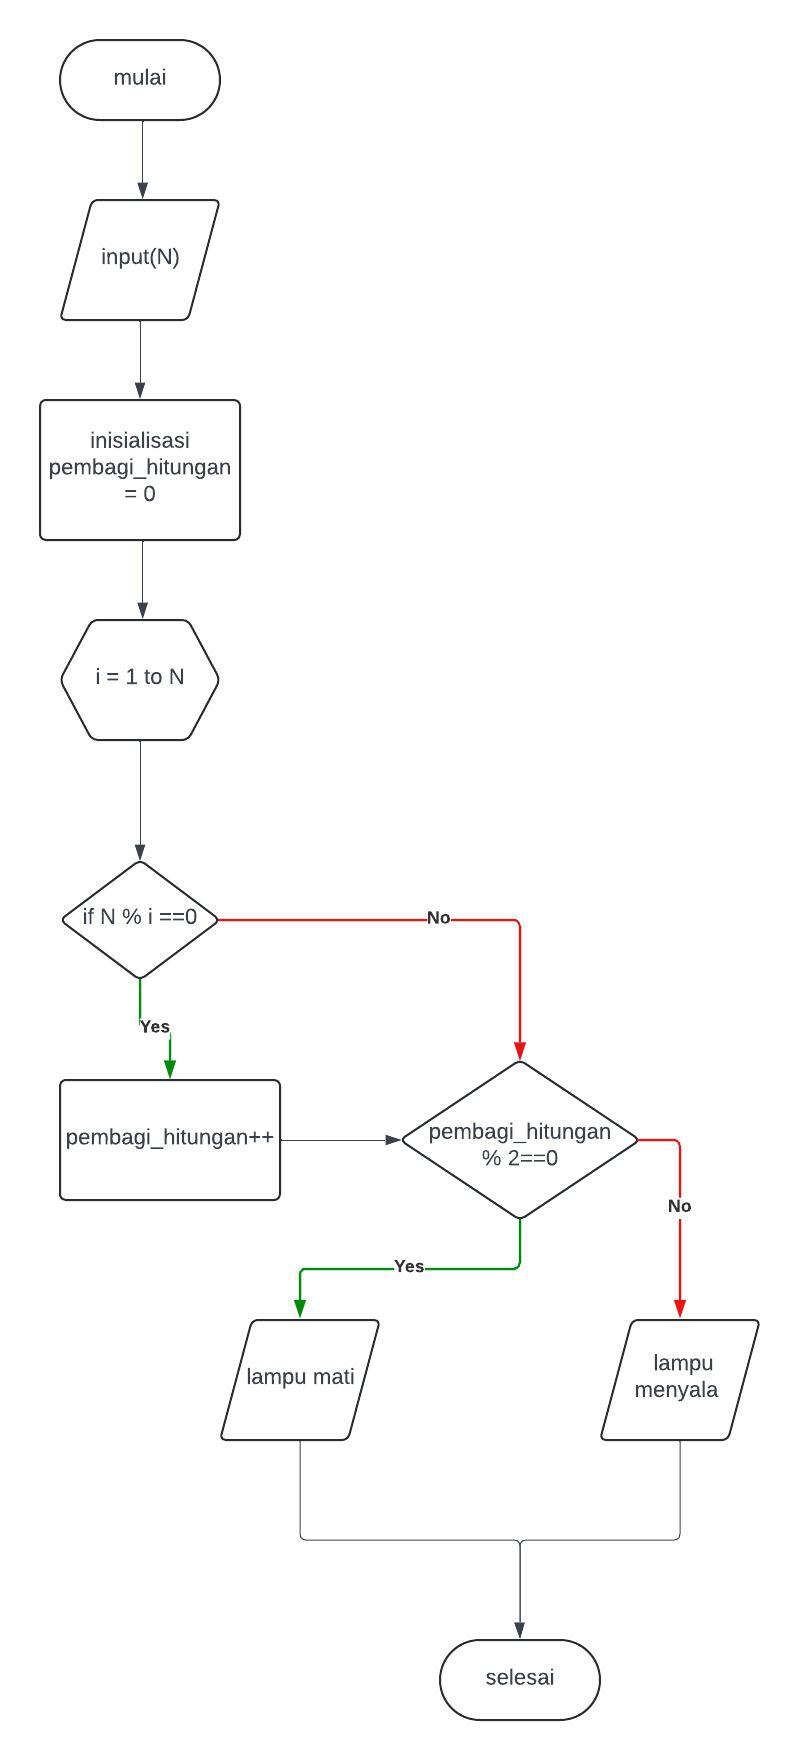 mulai
input(N)
inisialisasi
pembagi_hitungan
= 0
i = 1 to N
if N % i ==0
No
Yes
pembagi_hitungan++
pembagi_hitungan
% 2==0
No
Yes
lampu mati
lampu
menyala
selesai